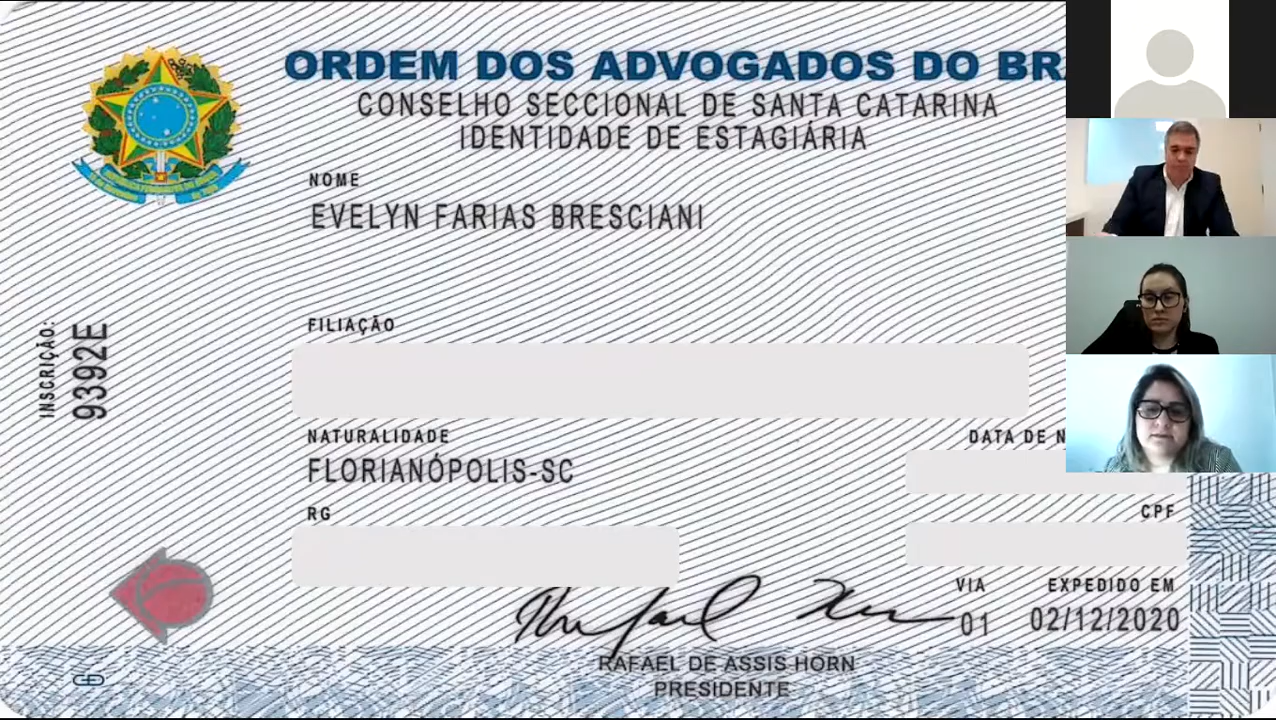 ORDEM DOS ADVOGADOS DO
CONSELHO SECCIONAL DE SANTA CATARINA
IDENTIDADE DE ESTAGIÁRIA
NOME
EVELYN FARIAS BRESCIANI
INSCRIÇÃO:
9392E
FILIAÇÃO
NATURALIDADE
DATA DE
FLORIANÓPOLIS-SC
RG
CPF
VIA
EXPEDIDO EM
01
02/12/2020
RAFAEL DE ASSIS HORN
PRESIDENTE